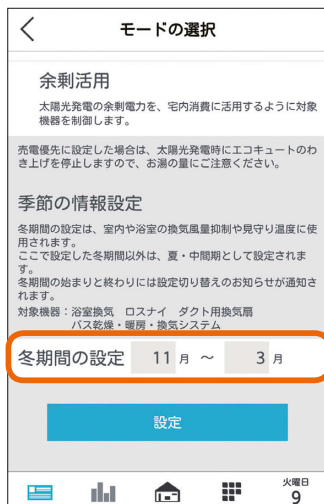 モードの選択
余剰活用
太陽光発電の余剰電力を、宅内消費に活用するように対象
機器を制御します。
売電優先に設定した場合は、太陽光発電時にエコキュートのわ
き上げを停止しますので、お湯の量にご注意ください。
季節の情報設定
冬期間の設定は、室内や浴室の換気風量抑制や見守り温度に使
用されます。
ここで設定した冬期間以外は、夏・中間期として設定されま
す。
冬期間の始まりと終わりには設定切り替えのお知らせが通知さ
れます。
対象機器：浴室換気 ロスナイ ダクト用換気扇
バス乾燥・暖房・換気システム
冬期間の設定 11 月 ～ 3 月
設定
火曜日
9